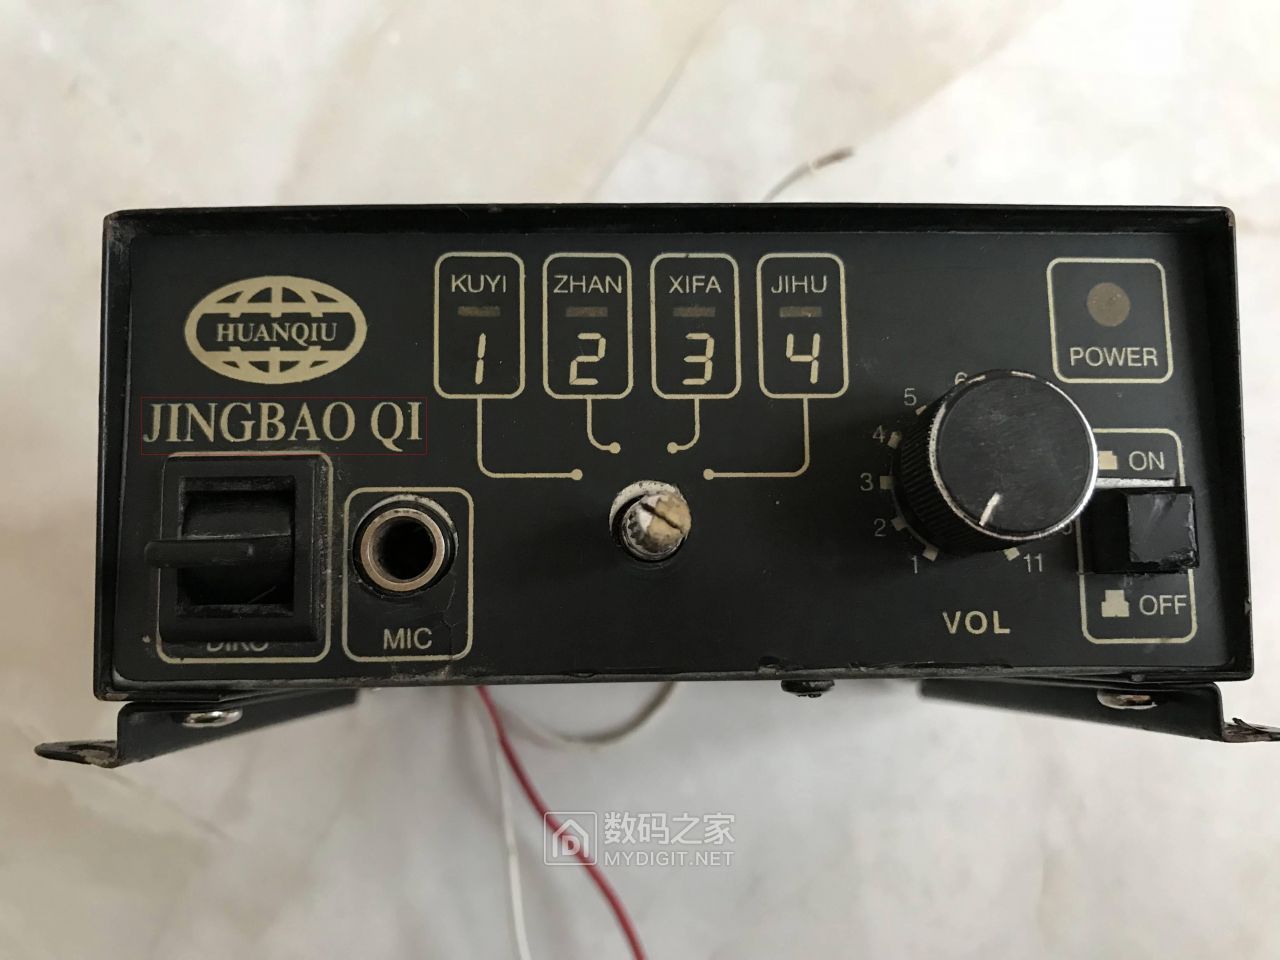 HUANQIU
JINGBAO QI
KUYI
1
ZHAN
2
XIFA
3
JIHU
4
POWER
6
5
4
3
2
1
11
VOL
ON
OFF
MIC
数码之家
MYDIGIT.NET